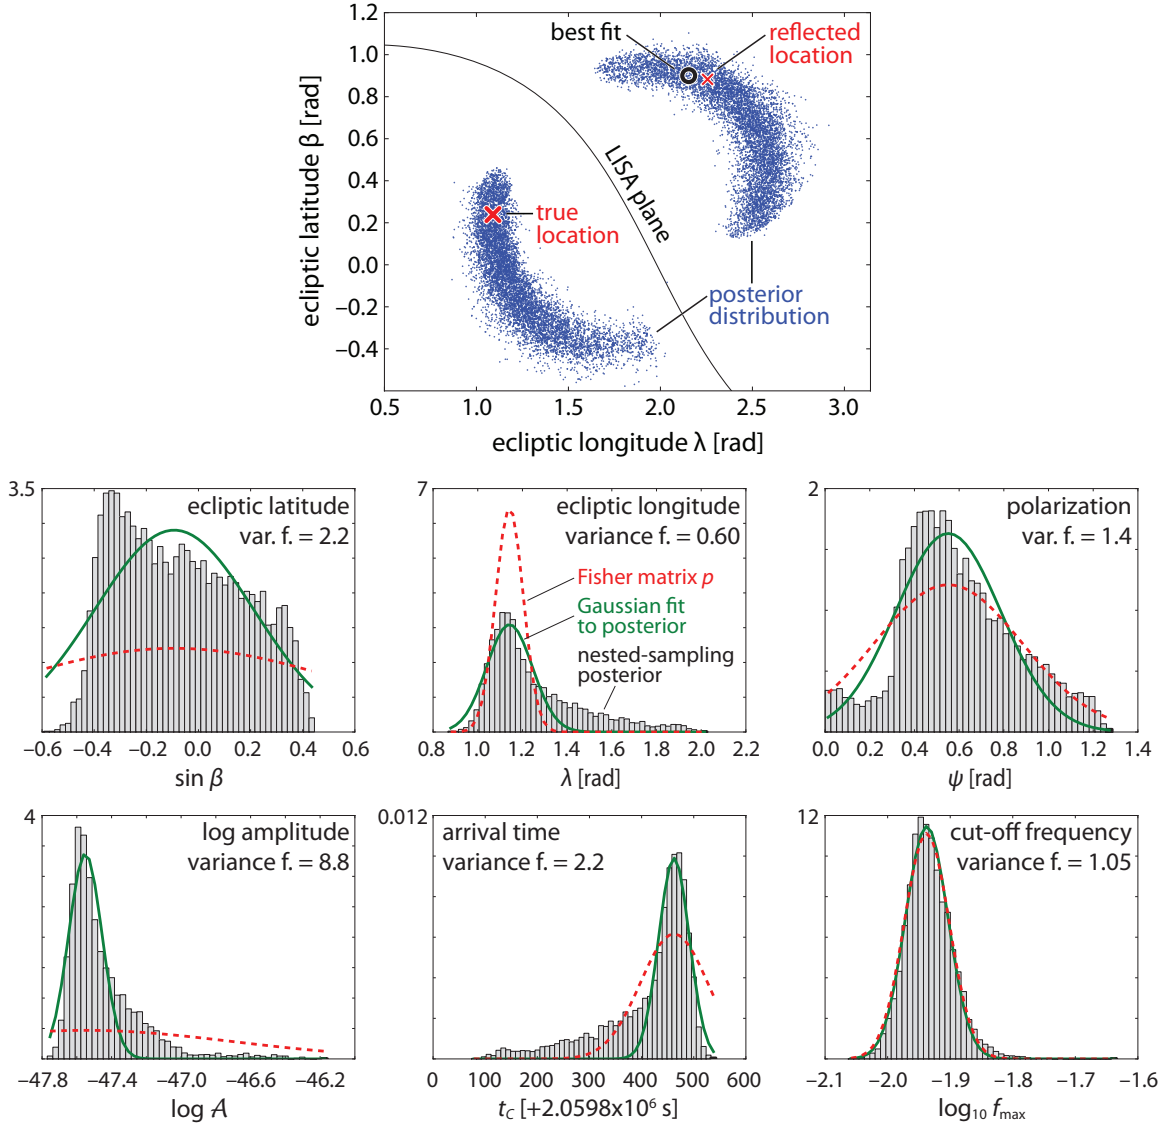 1.2
1.0
0.8
0.6
0.4
0.2
0.0
−0.2
−0.4
ecliptic latitude β [rad]
best fit
reflected
location
LISA plane
true
location
posterior
distribution
0.5 1.0 1.5 2.0 2.5 3.0
ecliptic longitude λ [rad]
3.5
ecliptic latitude
var. f. = 2.2
−0.6 −0.4 −0.2 0.0 0.2 0.4 0.6
sin β
7
ecliptic longitude
variance f. = 0.60
Fisher matrix p
Gaussian fit
to posterior
nested-sampling
posterior
0.8 1.0 1.2 1.4 1.6 1.8 2.0 2.2
λ [rad]
2
polarization
var. f. = 1.4
0.0 0.2 0.4 0.6 0.8 1.0 1.2 1.4
ψ [rad]
4
log amplitude
variance f. = 8.8
−47.8 −47.4 −47.0 −46.6 −46.2
log A
0.012
arrival time
variance f. = 2.2
0 100 200 300 400 500 600
t_C [+2.0598x10⁶ s]
12
cut-off frequency
variance f. = 1.05
−2.1 −2.0 −1.9 −1.8 −1.7 −1.6
log₁₀ f_max